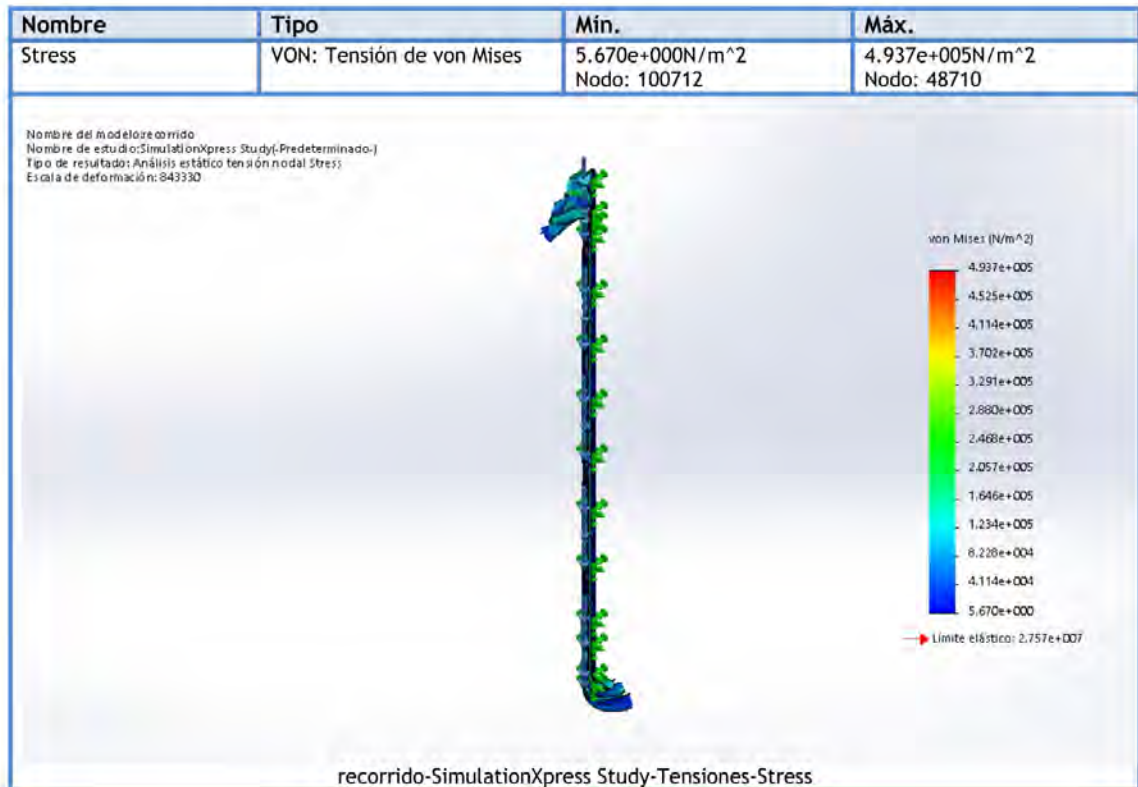 Nombre Tipo Mín. Máx.
Stress VON: Tensión de von Mises 5.670e+000N/m^2 4.937e+005N/m^2
Nodo: 100712 Nodo: 48710
Nombre del modelo:recorrido
Nombre de estudio:SimulationXpress Study(-Predeterminado-)
Tipo de resultado: Análisis estático tensión nodal Stress
Escala de deformación: 843330
von Mises (N/m^2)
4.937e+005
4.525e+005
4.114e+005
3.702e+005
3.291e+005
2.880e+005
2.468e+005
2.057e+005
1.646e+005
1.234e+005
8.228e+004
4.114e+004
5.670e+000
Límite elástico: 2.757e+007
recorrido-SimulationXpress Study-Tensiones-Stress